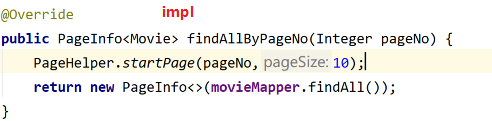 impl
@Override
public PageInfo<Movie> findAllByPageNo(Integer pageNo) {
PageHelper.startPage(pageNo, pageSize: 10);
return new PageInfo<>(movieMapper.findAll());
}